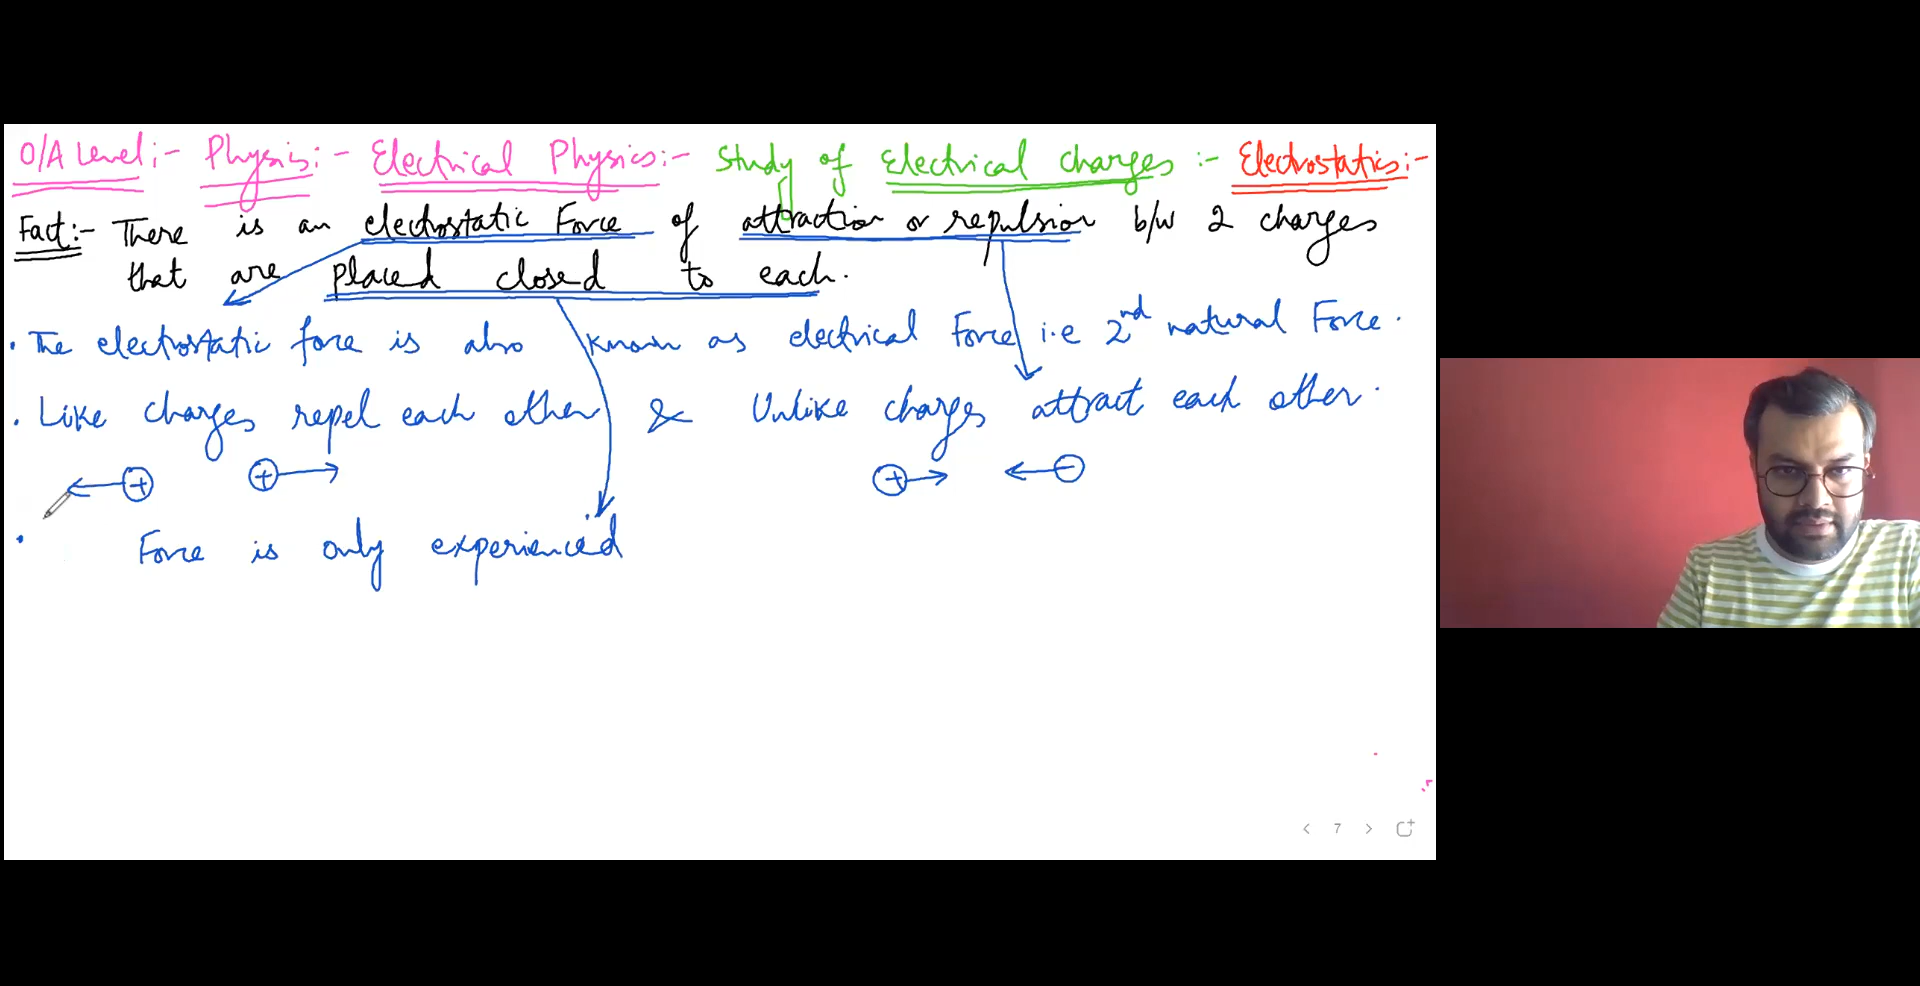 O/A Level:- Physis:- Electrical Physics:- Study of Electrical charges:- Electrostatics:-
Fact:- There is an electrostatic Force of attraction or repulsion b/w 2 charges
that are placed closed to each.
• The electrostatic force is also known as electrical Force i.e 2nd natural Force.
• Like charges repel each other & Unlike charges attract each other.
+ + + -
• Force is only experienced
< 7 >